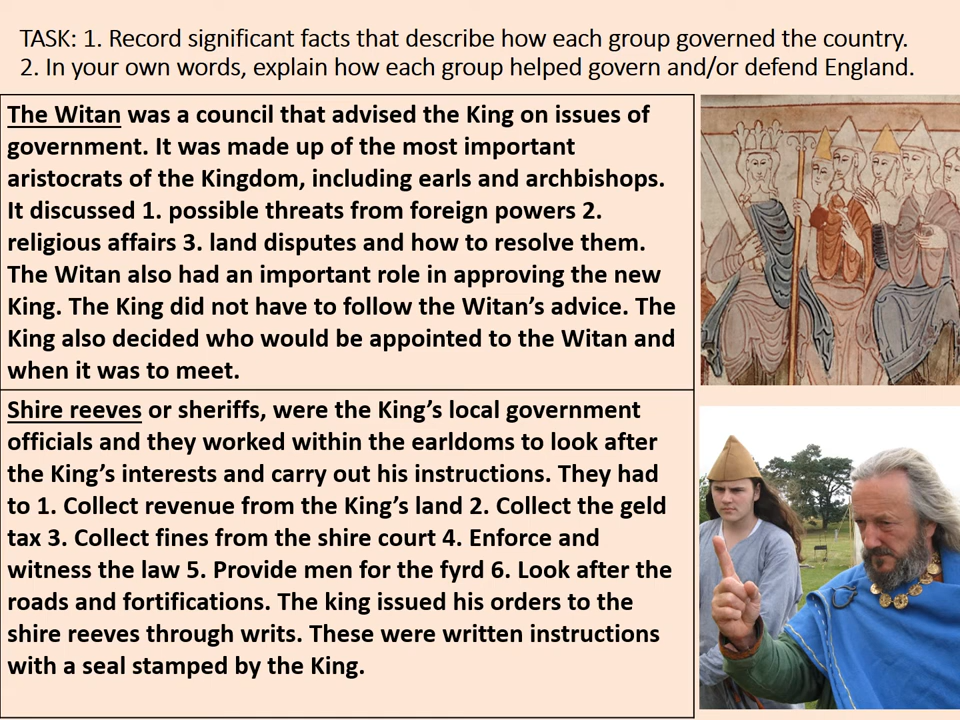 TASK: 1. Record significant facts that describe how each group governed the country.
2. In your own words, explain how each group helped govern and/or defend England.
The Witan was a council that advised the King on issues of
government. It was made up of the most important
aristocrats of the Kingdom, including earls and archbishops.
It discussed 1. possible threats from foreign powers 2.
religious affairs 3. land disputes and how to resolve them.
The Witan also had an important role in approving the new
King. The King did not have to follow the Witan’s advice. The
King also decided who would be appointed to the Witan and
when it was to meet.
Shire reeves or sheriffs, were the King’s local government
officials and they worked within the earldoms to look after
the King’s interests and carry out his instructions. They had
to 1. Collect revenue from the King’s land 2. Collect the geld
tax 3. Collect fines from the shire court 4. Enforce and
witness the law 5. Provide men for the fyrd 6. Look after the
roads and fortifications. The king issued his orders to the
shire reeves through writs. These were written instructions
with a seal stamped by the King.